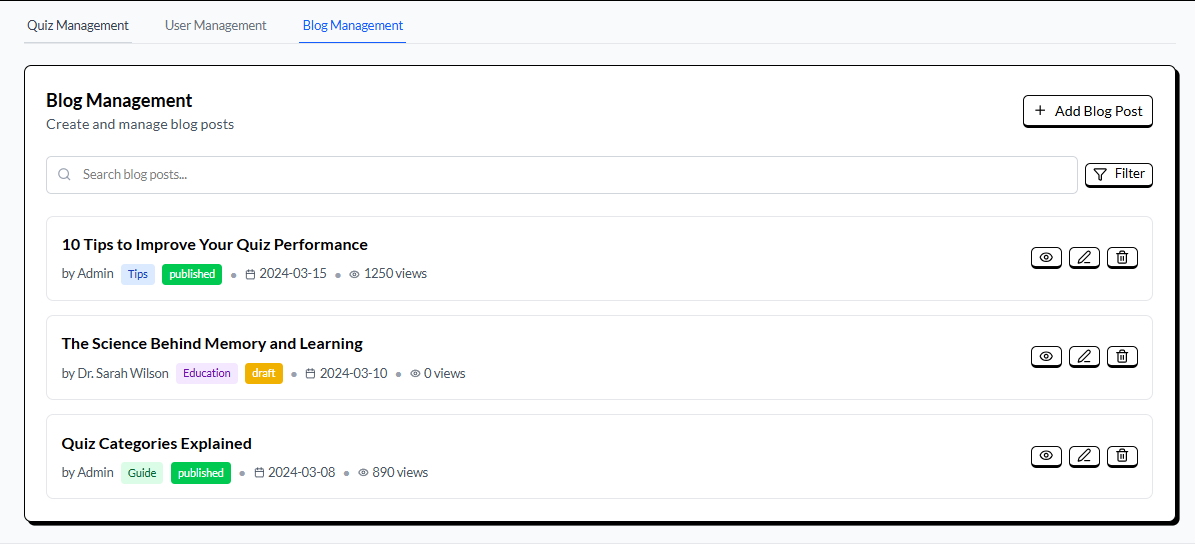 Quiz Management User Management Blog Management
Blog Management
Create and manage blog posts
+ Add Blog Post
Search blog posts...
Filter
10 Tips to Improve Your Quiz Performance
by Admin Tips published • 2024-03-15 • 1250 views
The Science Behind Memory and Learning
by Dr. Sarah Wilson Education draft • 2024-03-10 • 0 views
Quiz Categories Explained
by Admin Guide published • 2024-03-08 • 890 views